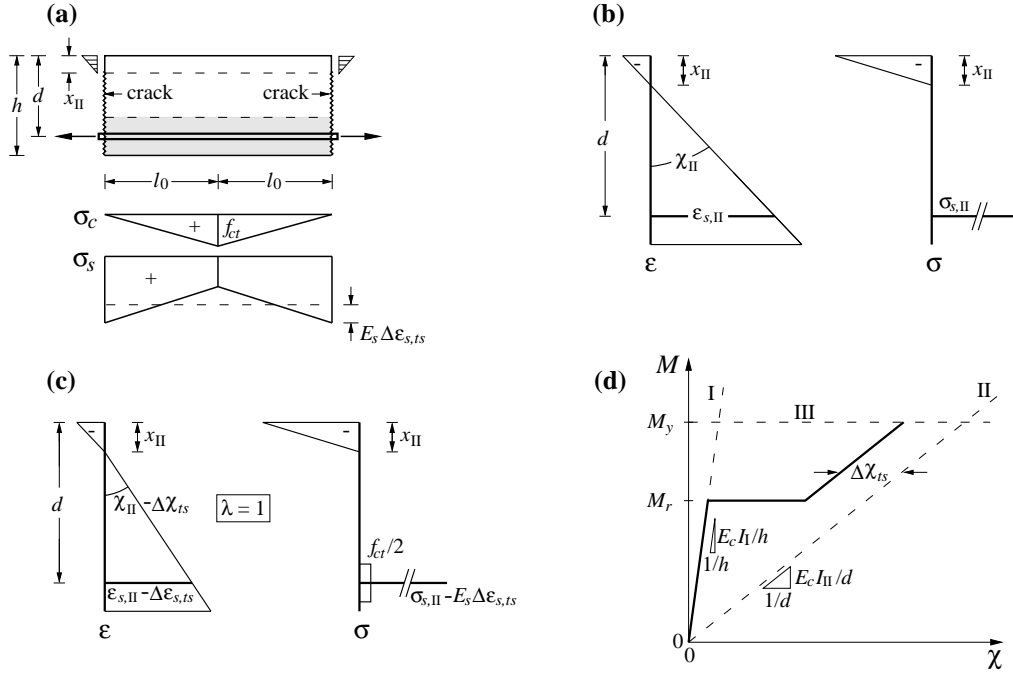 (a)
h
d
x_II
crack
crack
l_0
l_0
σ_c
+
f_ct
σ_s
+
E_s Δε_s,ts
(b)
-
x_II
d
χ_II
ε_s,II
ε
-
x_II
σ_s,II
σ
(c)
-
x_II
d
χ_II – Δχ_ts
λ = 1
ε_s,II – Δε_s,ts
ε
-
x_II
f_ct/2
σ_s,II – E_s Δε_s,ts
σ
(d)
M
I
II
M_y
III
Δχ_ts
M_r
E_c I_I/h
1/h
E_c I_II/d
1/d
0
0
χ